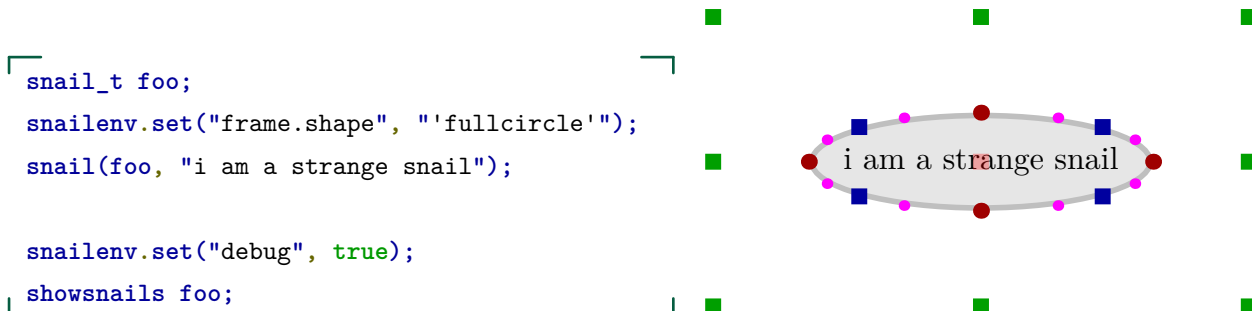 snail_t foo;
snailenv.set("frame.shape", "'fullcircle'");
snail(foo, "i am a strange snail");
snailenv.set("debug", true);
showsnails foo;
i am a strange snail